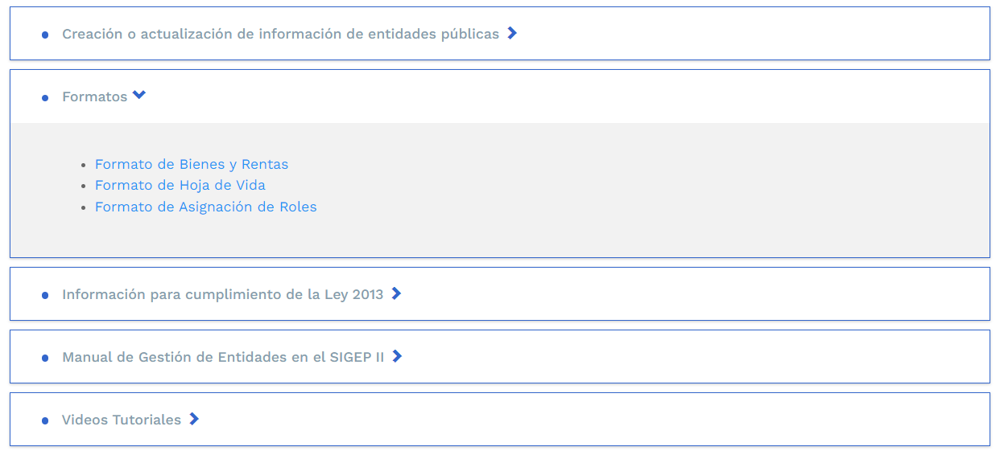 Creación o actualización de información de entidades públicas
Formatos
Formato de Bienes y Rentas
Formato de Hoja de Vida
Formato de Asignación de Roles
Información para cumplimiento de la Ley 2013
Manual de Gestión de Entidades en el SIGEP II
Videos Tutoriales